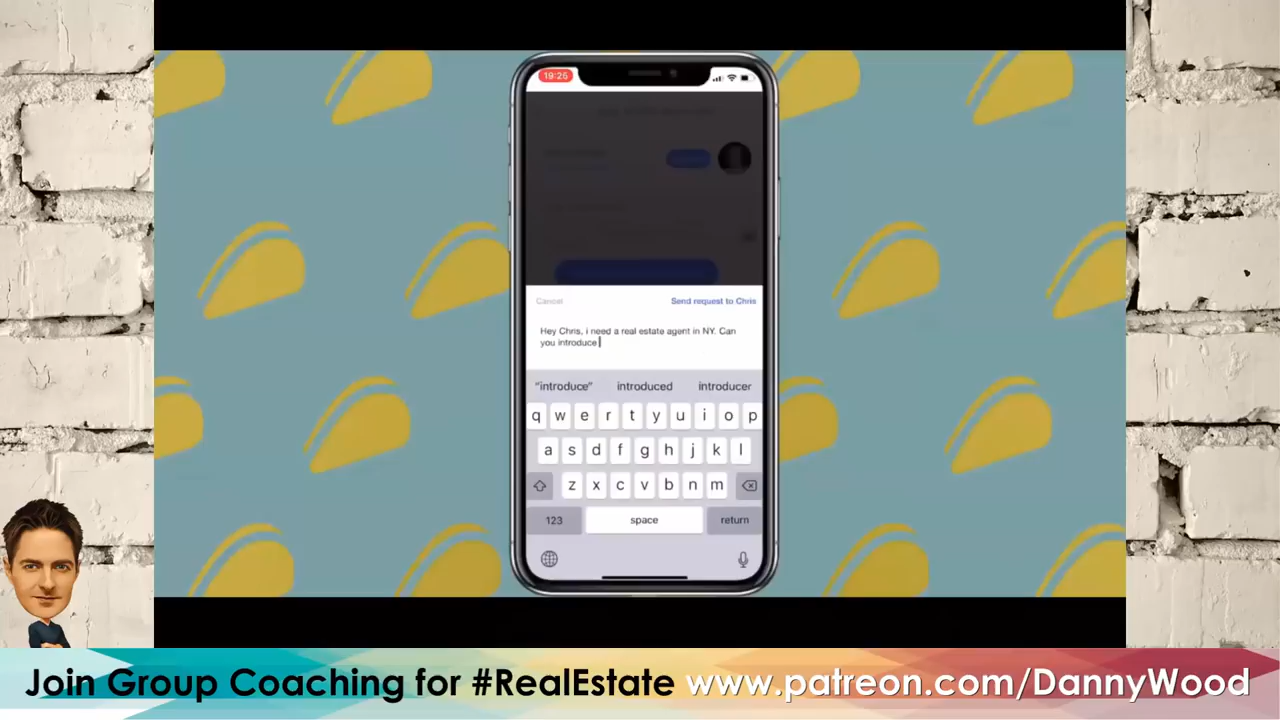 19:25
Cancel Send request to Chris
Hey Chris, i need a real estate agent in NY. Can
you introduce
"introduce" introduced introducer
q w e r t y u i o p
a s d f g h j k l
z x c v b n m
123 space return
Join Group Coaching for #RealEstate www.patreon.com/DannyWood